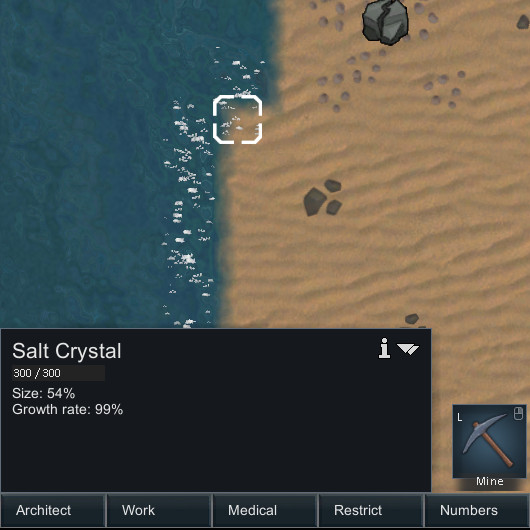 Salt Crystal
300 / 300
Size: 54%
Growth rate: 99%
L
Mine
Architect
Work
Medical
Restrict
Numbers